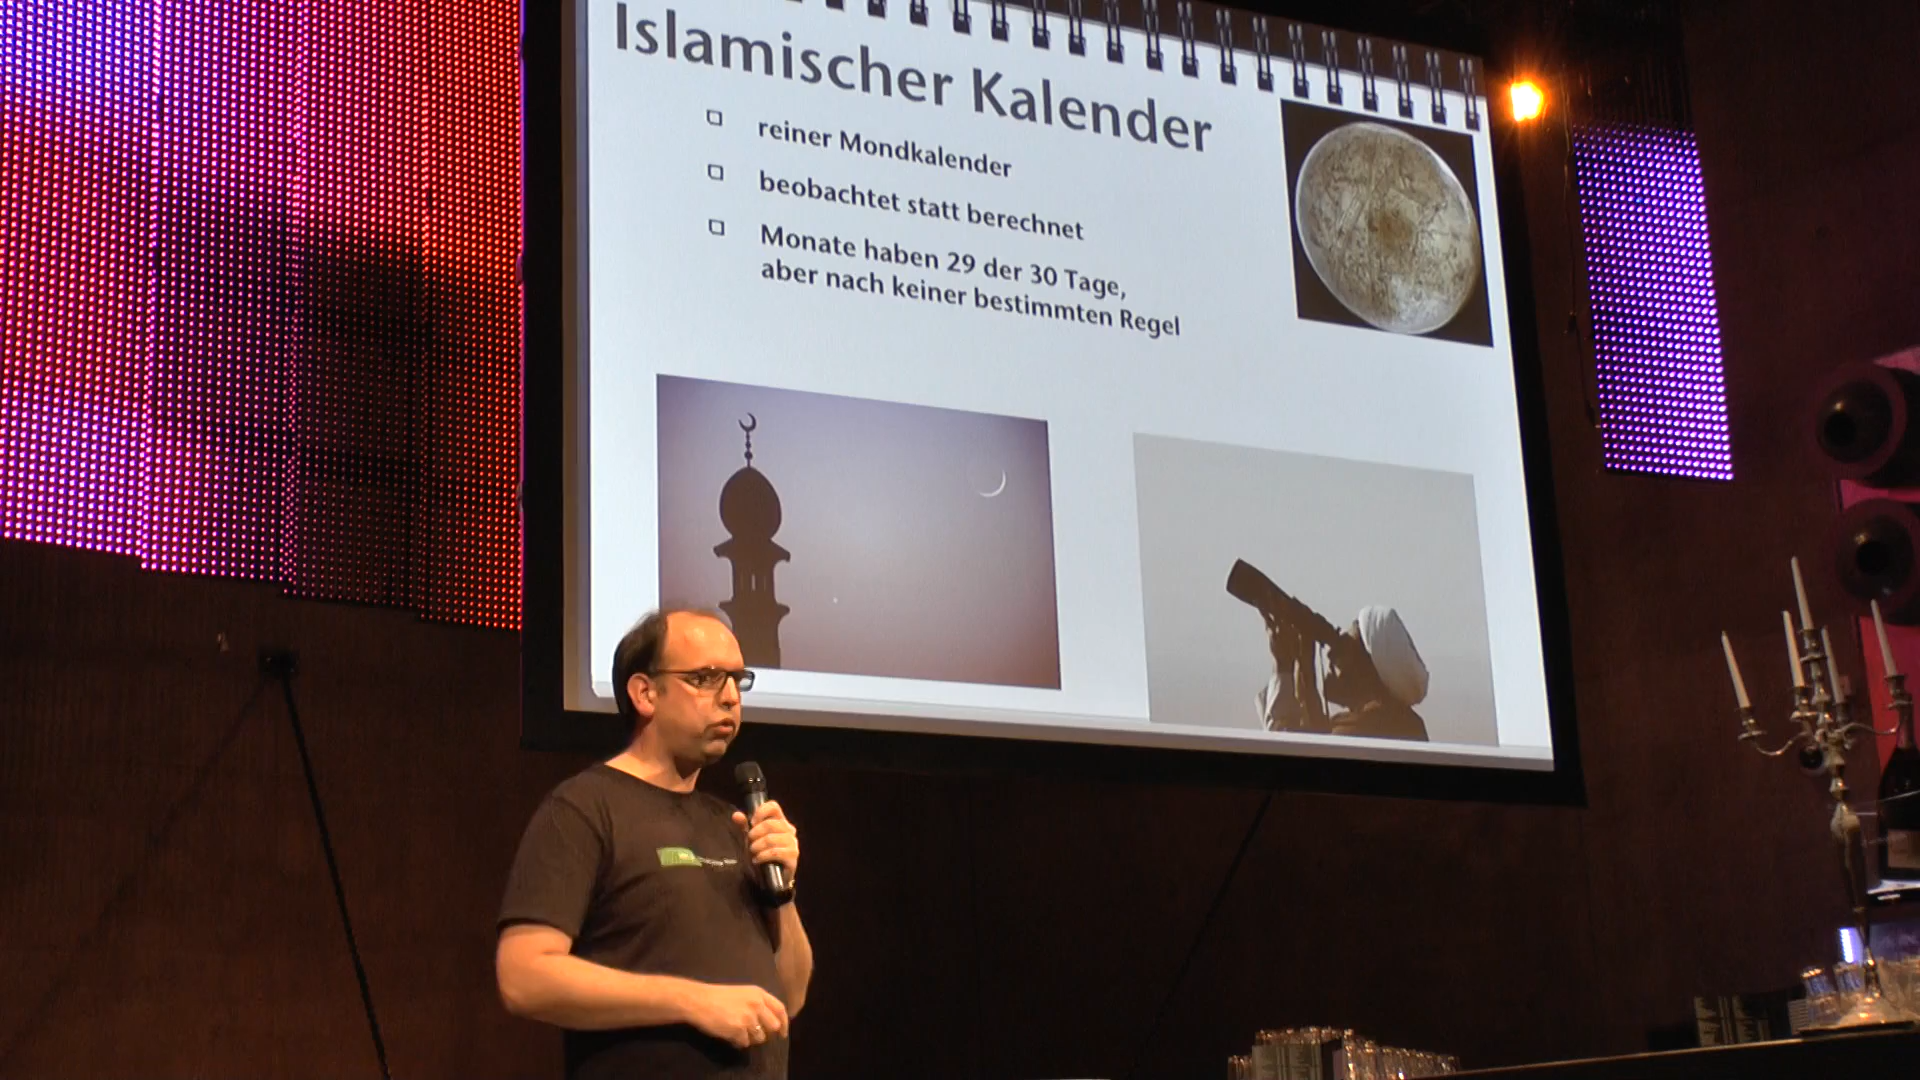 Islamischer Kalender
reiner Mondkalender
beobachtet statt berechnet
Monate haben 29 der 30 Tage,
aber nach keiner bestimmten Regel